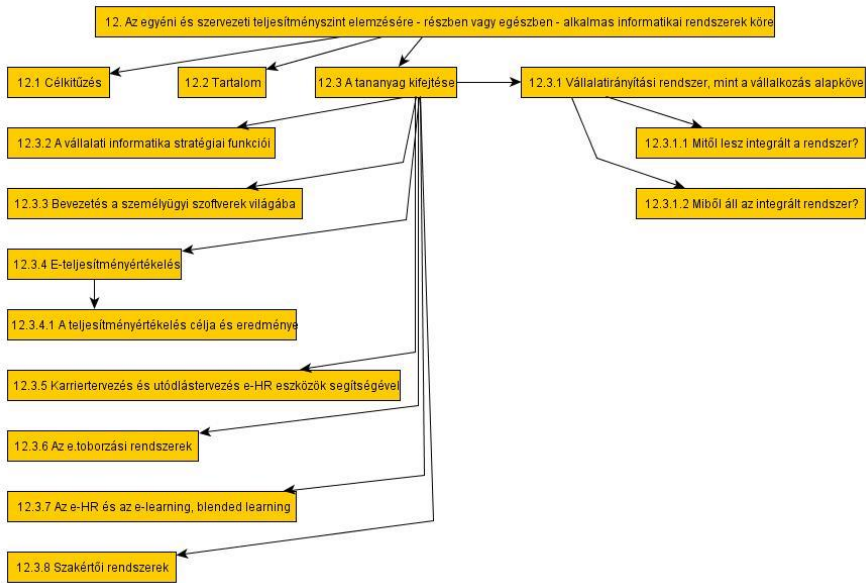 12. Az egyéni és szervezeti teljesítményszint elemzésére - részben vagy egészben - alkalmas informatikai rendszerek köre
12.1 Célkitűzés
12.2 Tartalom
12.3 A tananyag kifejtése
12.3.1 Vállalatirányítási rendszer, mint a vállalkozás alapköve
12.3.2 A vállalati informatika stratégiai funkciói
12.3.1.1 Mitől lesz integrált a rendszer?
12.3.3 Bevezetés a személyügyi szoftverek világába
12.3.1.2 Miből áll az integrált rendszer?
12.3.4 E-teljesítményértékelés
12.3.4.1 A teljesítményértékelés célja és eredménye
12.3.5 Karriertervezés és utódlástervezés e-HR eszközök segítségével
12.3.6 Az e.toborzási rendszerek
12.3.7 Az e-HR és az e-learning, blended learning
12.3.8 Szakértői rendszerek